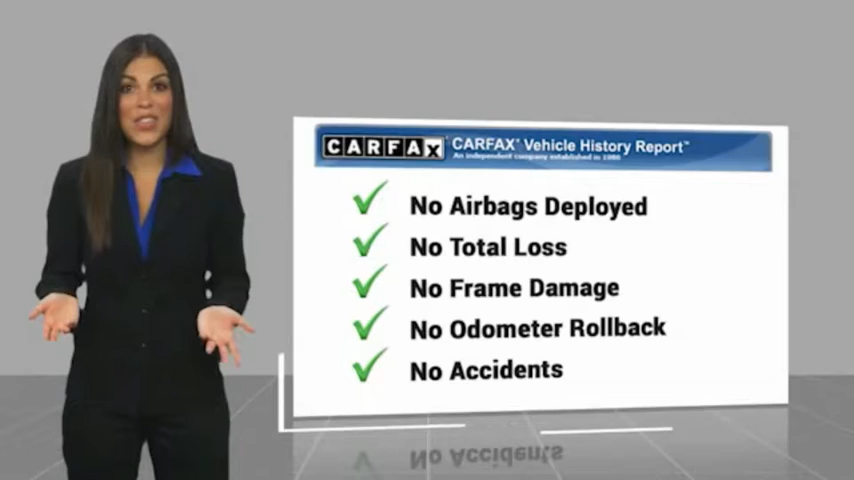 CARFAX CARFAX® Vehicle History Report™
An independent company established in 1986
No Airbags Deployed
No Total Loss
No Frame Damage
No Odometer Rollback
No Accidents
No Accidents